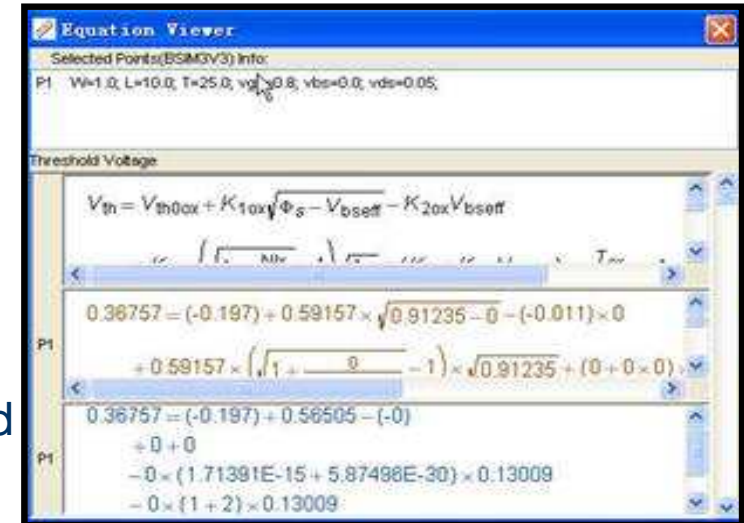 Equation Viewer
Selected Points(BSIM3V3) Info:
P1 W=1.0; L=10.0; T=25.0; vg 0.8; vbs=0.0; vds=0.05;
Threshold Voltage
Vth = Vth0ox + K1ox√Φs − Vbseff − K2oxVbseff
P1
0.36757 = (-0.197) + 0.59157 × √0.91235 − 0 − (-0.011) × 0
+ 0.59157 × (√1 + 0 − 1) × √0.91235 + (0 + 0 × 0)
d
P1
0.36757 = (-0.197) + 0.56505 − (-0)
+ 0 + 0
− 0 × (1.71391E-15 + 5.87496E-30) × 0.13009
− 0 × (1 + 2) × 0.13009